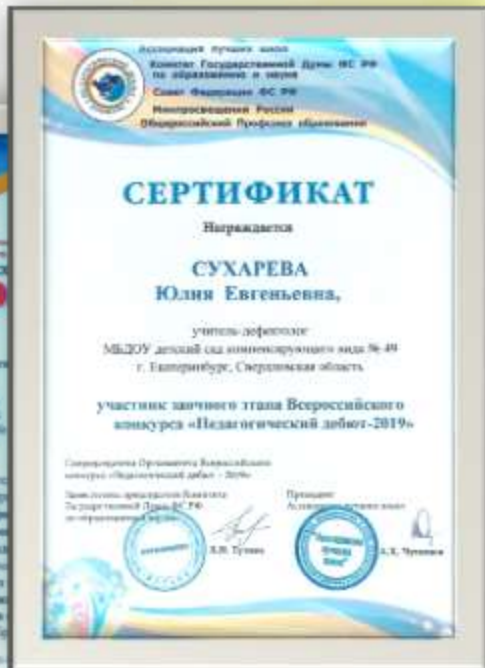 Ассоциация лучших школ
Комитет Государственной Думы ФС РФ
по образованию и науке
Совет Федерации ФС РФ
Минпросвещения России
Общероссийский Профсоюз образования
СЕРТИФИКАТ
Награждается
СУХАРЕВА
Юлия Евгеньевна,
учитель-дефектолог
МБДОУ детский сад компенсирующего вида № 49
г. Екатеринбург, Свердловская область
участник заочного этапа Всероссийского
конкурса «Педагогический дебют-2019»
Сопредседатели Оргкомитета Всероссийского
конкурса «Педагогический дебют - 2019»
Заместитель председателя Комитета
Государственной Думы ФС РФ
по образованию и науке
Президент